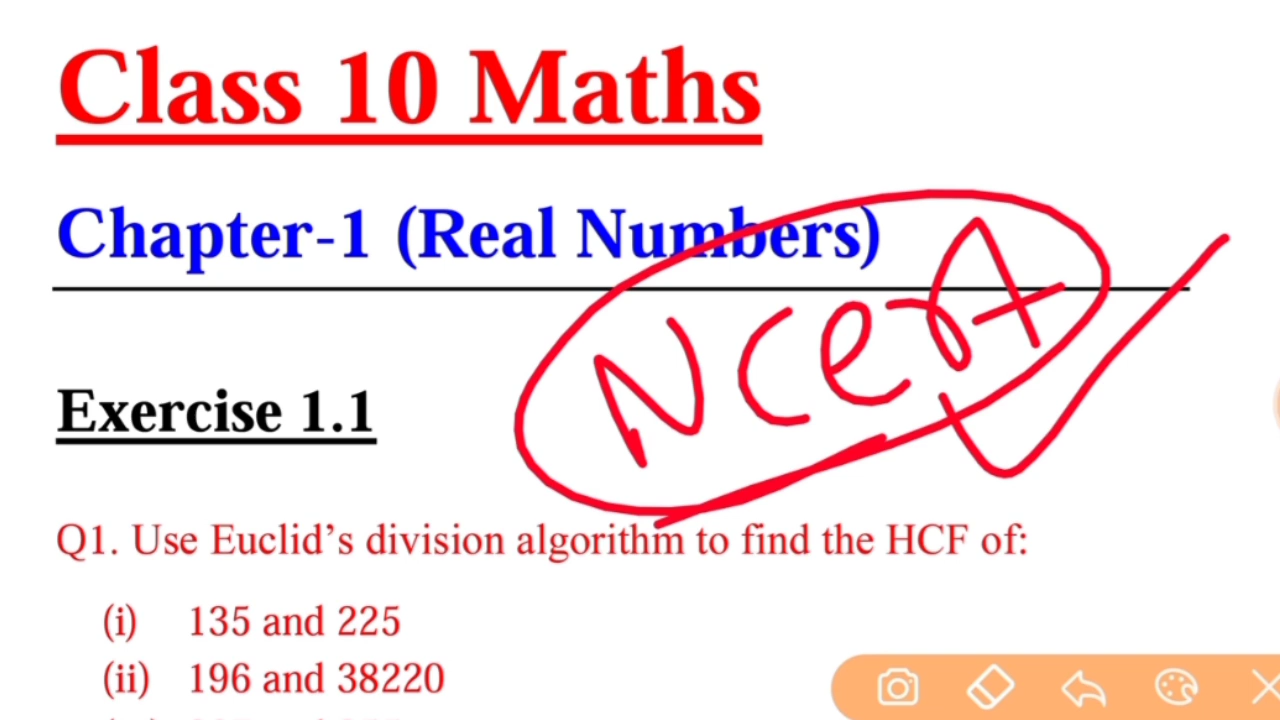 Class 10 Maths
Chapter-1 (Real Numbers)
Ncert
Exercise 1.1
Q1. Use Euclid’s division algorithm to find the HCF of:
(i) 135 and 225
(ii) 196 and 38220